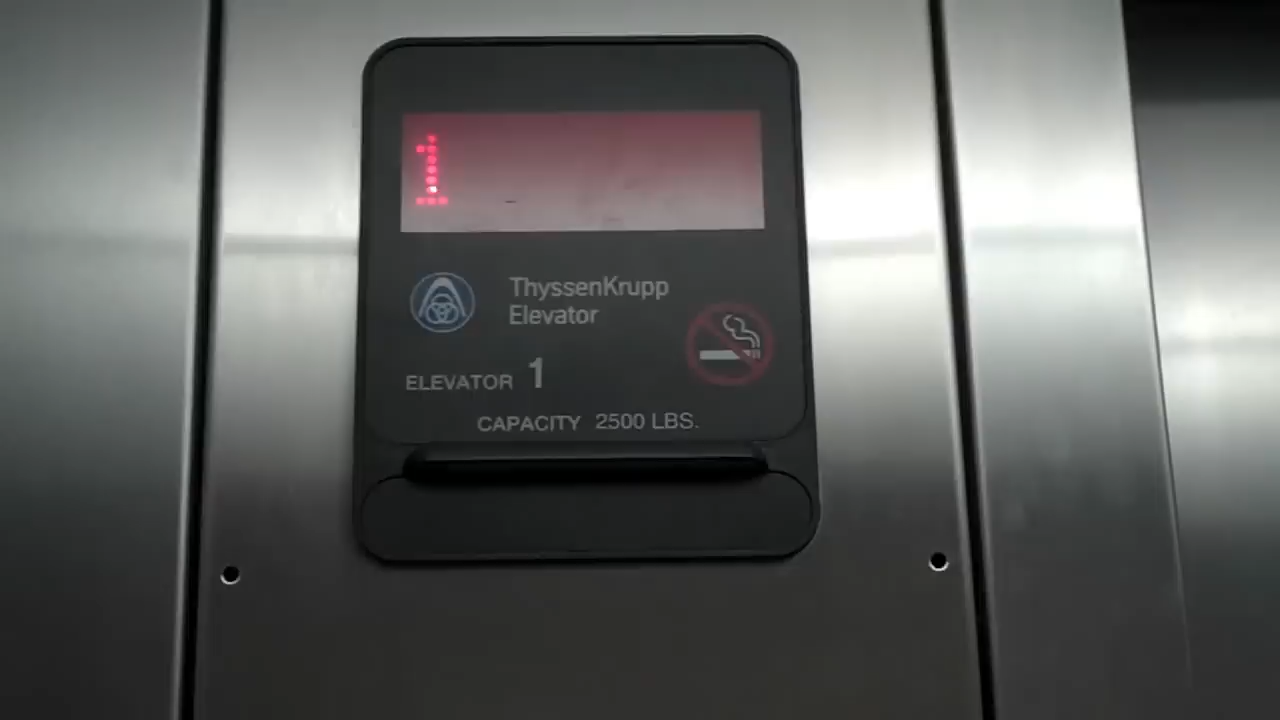 1
ThyssenKrupp
Elevator
ELEVATOR 1
CAPACITY 2500 LBS.